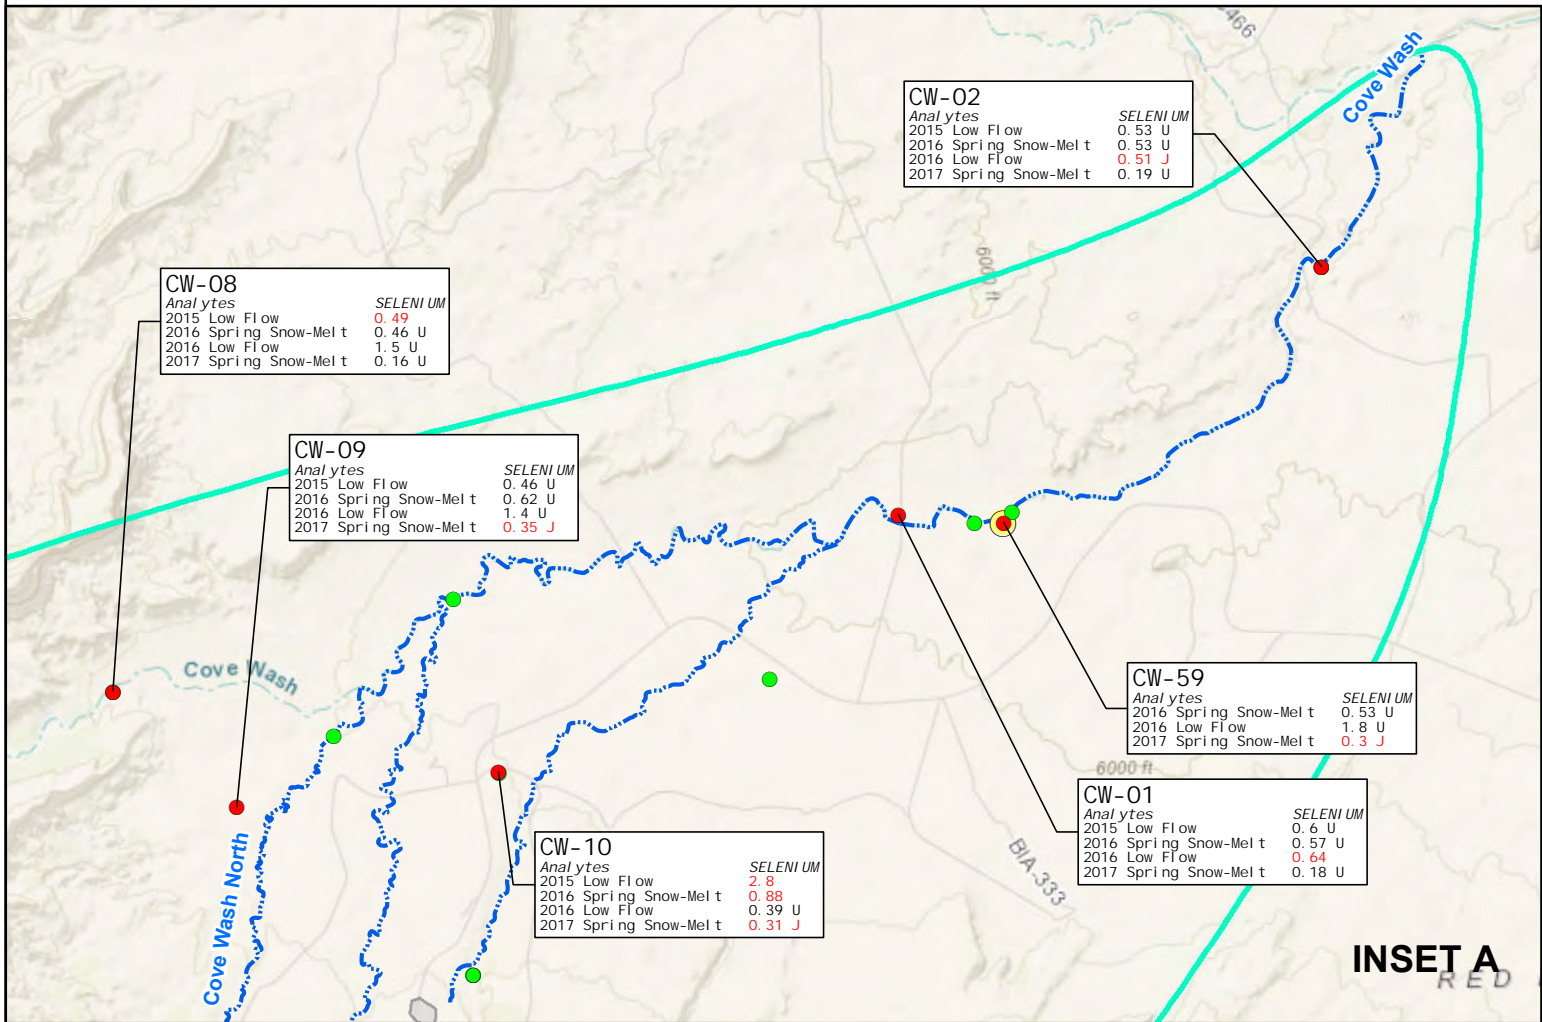 466
Cove Wash
CW-02
Analytes SELENIUM
2015 Low Flow 0.53 U
2016 Spring Snow-Melt 0.53 U
2016 Low Flow 0.51 J
2017 Spring Snow-Melt 0.19 U
6000 ft
CW-08
Analytes SELENIUM
2015 Low Flow 0.49
2016 Spring Snow-Melt 0.46 U
2016 Low Flow 1.5 U
2017 Spring Snow-Melt 0.16 U
CW-09
Analytes SELENIUM
2015 Low Flow 0.46 U
2016 Spring Snow-Melt 0.62 U
2016 Low Flow 1.4 U
2017 Spring Snow-Melt 0.35 J
Cove Wash
CW-59
Analytes SELENIUM
2016 Spring Snow-Melt 0.53 U
2016 Low Flow 1.8 U
2017 Spring Snow-Melt 0.3 J
6000 ft
CW-01
Analytes SELENIUM
2015 Low Flow 0.6 U
2016 Spring Snow-Melt 0.57 U
2016 Low Flow 0.64
2017 Spring Snow-Melt 0.18 U
CW-10
Analytes SELENIUM
2015 Low Flow 2.8
2016 Spring Snow-Melt 0.88
2016 Low Flow 0.39 U
2017 Spring Snow-Melt 0.31 J
BIA 333
Cove Wash North
INSET A
RED